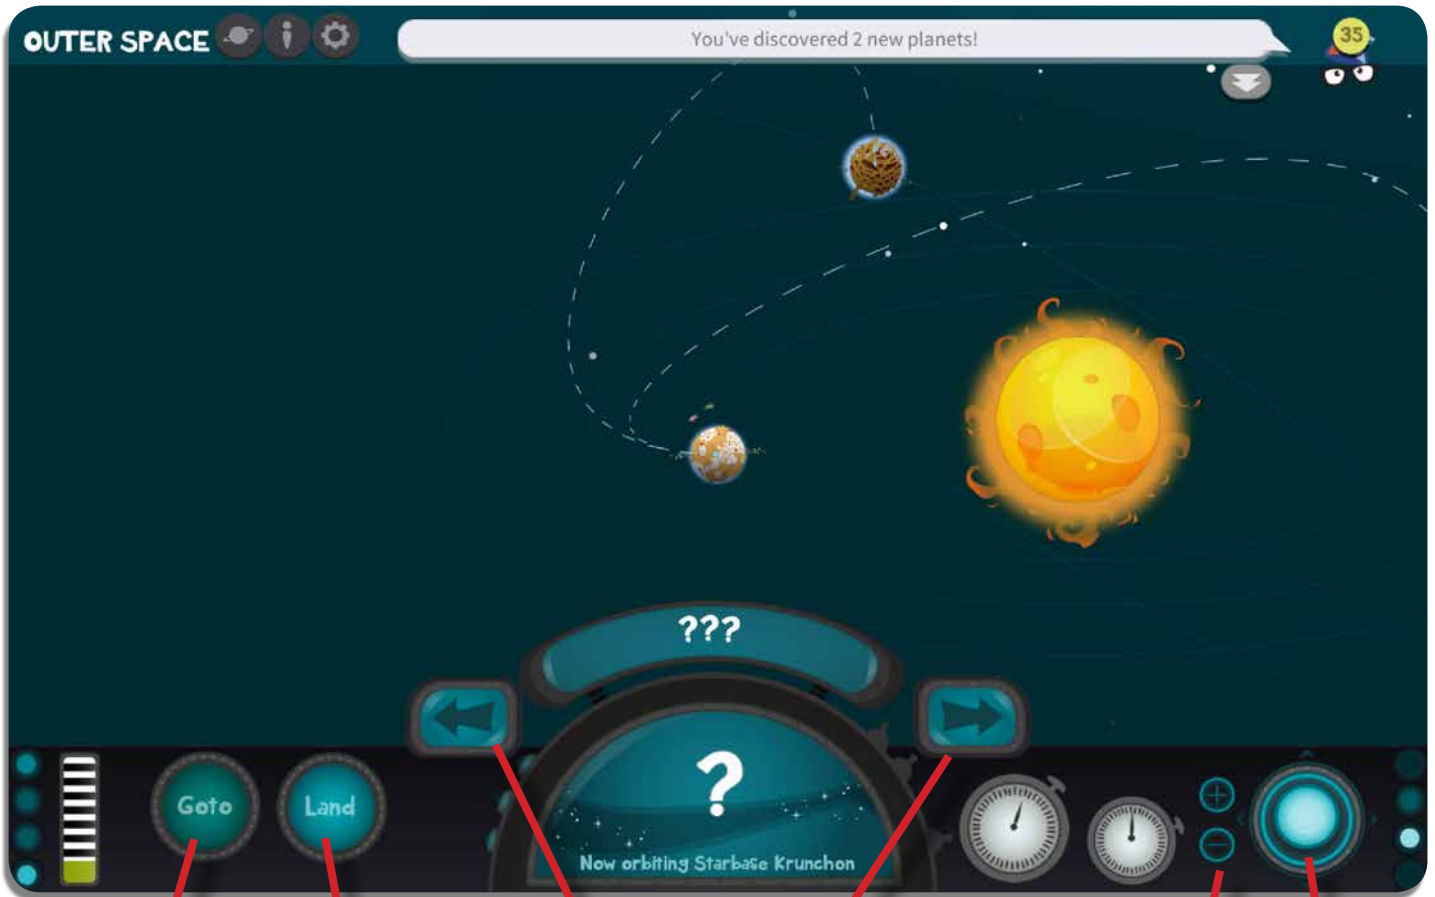 OUTER SPACE
You've discovered 2 new planets!
35
???
Goto
Land
?
Now orbiting Starbase Krunchon